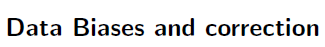 Data Biases and correction